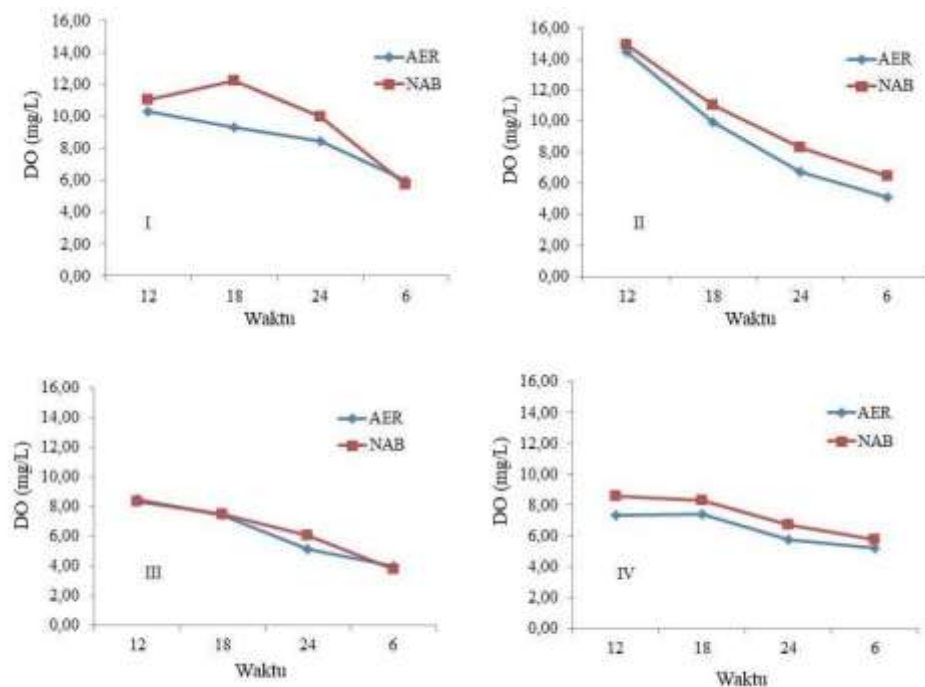 16,00
14,00
12,00
10,00
8,00
6,00
4,00
2,00
0,00
DO (mg/L)
AER
NAB
I
12 18 24 6
Waktu
16,00
14,00
12,00
10,00
8,00
6,00
4,00
2,00
0,00
DO (mg/L)
AER
NAB
II
12 18 24 6
Waktu
16,00
14,00
12,00
10,00
8,00
6,00
4,00
2,00
0,00
DO (mg/L)
AER
NAB
III
12 18 24 6
Waktu
16,00
14,00
12,00
10,00
8,00
6,00
4,00
2,00
0,00
DO (mg/L)
AER
NAB
IV
12 18 24 6
Waktu